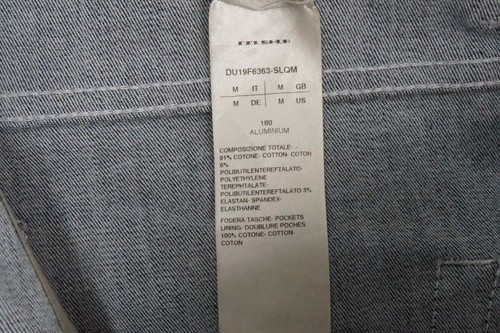 DRKSHDW
DU19F6363-SLQM
M IT M GB
M DE M US
180
ALUMINIUM
COMPOSIZIONE TOTALE- -
91% COTONE- COTTON- COTON
6%
POLIBUTILENTEREFTALATO-
POLYETHYLENE
TEREPHTALATE-
POLIBUTILENTEREFTALATO 3%
ELASTAN- SPANDEX-
ELASTHANNE
FODERA TASCHE- POCKETS
LINING- DOUBLURE POCHES
100% COTONE- COTTON-
COTON